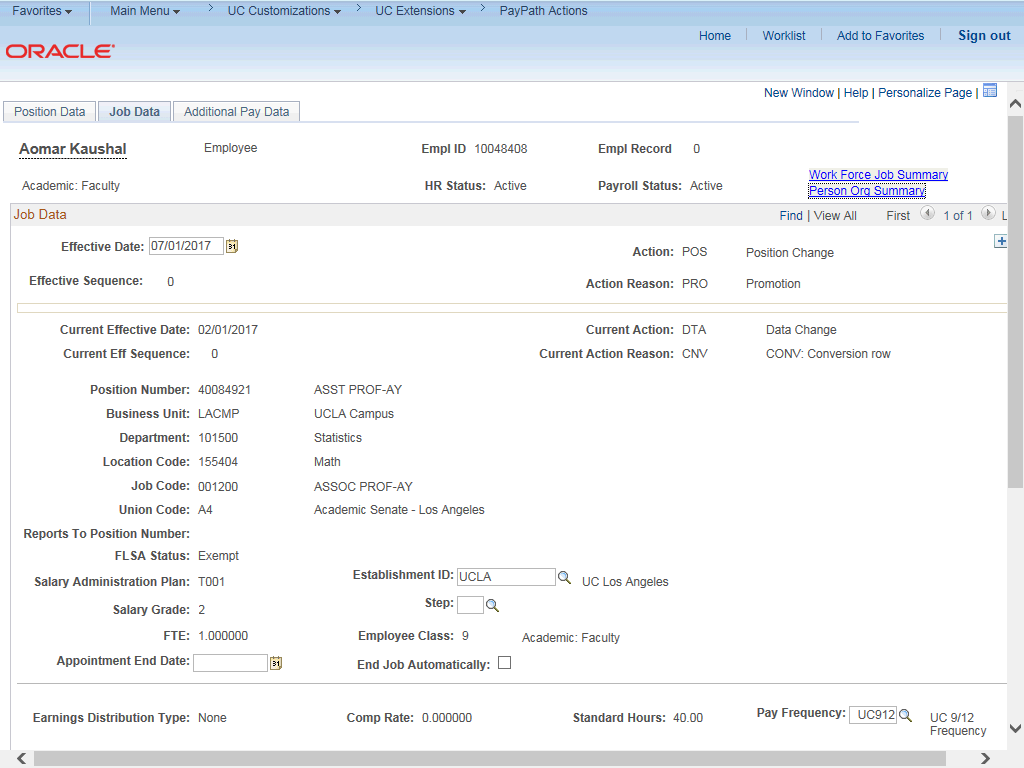 Favorites Main Menu > UC Customizations > UC Extensions > PayPath Actions
Home Worklist Add to Favorites Sign out
ORACLE
New Window | Help | Personalize Page |
Position Data Job Data Additional Pay Data
Aomar Kaushal Employee Empl ID 10048408 Empl Record 0
Work Force Job Summary
Academic: Faculty HR Status: Active Payroll Status: Active Person Org Summary
Job Data Find | View All First 1 of 1 L
Effective Date: 07/01/2017 31 Action: POS Position Change
Effective Sequence: 0 Action Reason: PRO Promotion
Current Effective Date: 02/01/2017 Current Action: DTA Data Change
Current Eff Sequence: 0 Current Action Reason: CNV CONV: Conversion row
Position Number: 40084921 ASST PROF-AY
Business Unit: LACMP UCLA Campus
Department: 101500 Statistics
Location Code: 155404 Math
Job Code: 001200 ASSOC PROF-AY
Union Code: A4 Academic Senate - Los Angeles
Reports To Position Number:
FLSA Status: Exempt
Salary Administration Plan: T001 Establishment ID: UCLA UC Los Angeles
Salary Grade: 2 Step:
FTE: 1.000000 Employee Class: 9 Academic: Faculty
Appointment End Date: 31 End Job Automatically:
Earnings Distribution Type: None Comp Rate: 0.000000 Standard Hours: 40.00 Pay Frequency: UC912 UC 9/12
Frequency